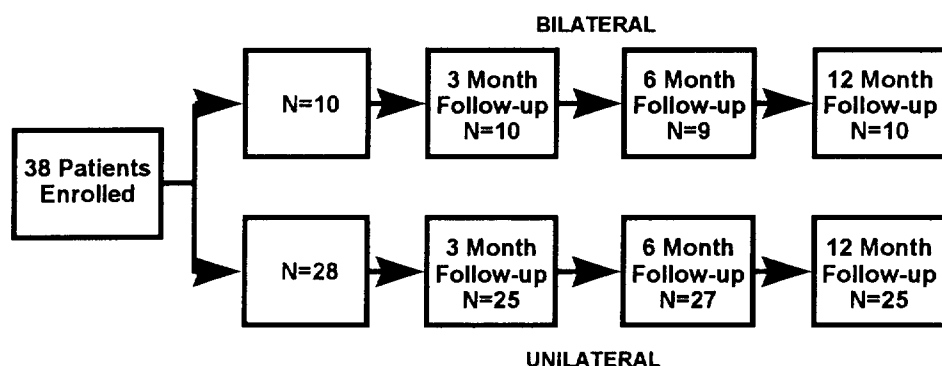 BILATERAL
38 Patients
Enrolled
N=10
3 Month
Follow-up
N=10
6 Month
Follow-up
N=9
12 Month
Follow-up
N=10
N=28
3 Month
Follow-up
N=25
6 Month
Follow-up
N=27
12 Month
Follow-up
N=25
UNILATERAL